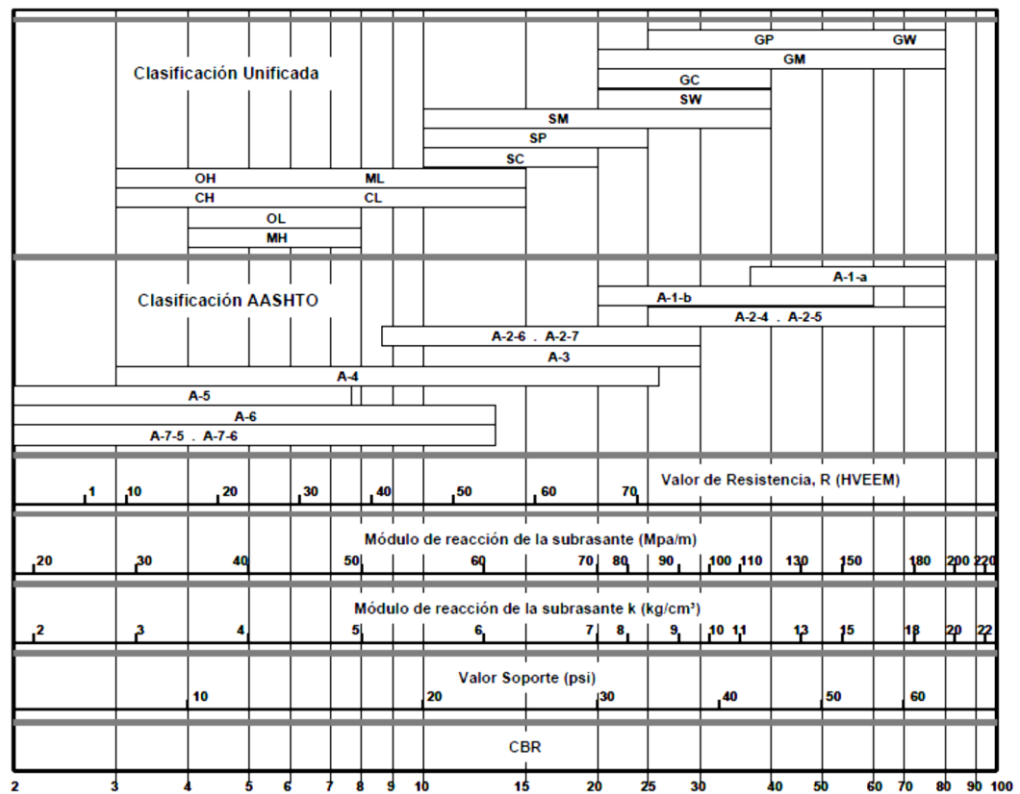 GP GW
GM
Clasificación Unificada
GC
SW
SM
SP
SC
OH ML
CH CL
OL
MH
A-1-a
Clasificación AASHTO
A-1-b
A-2-4 . A-2-5
A-2-6 . A-2-7
A-3
A-4
A-5
A-6
A-7-5 . A-7-6
Valor de Resistencia, R (HVEEM)
1 10 20 30 40 50 60 70
Módulo de reacción de la subrasante (Mpa/m)
20 30 40 50 60 70 80 90 100 110 130 150 180 200 220
Módulo de reacción de la subrasante k (kg/cm³)
2 3 4 5 6 7 8 9 10 11 13 15 18 20 22
Valor Soporte (psi)
10 20 30 40 50 60
CBR
2 3 4 5 6 7 8 9 10 15 20 25 30 40 50 60 70 80 90 100